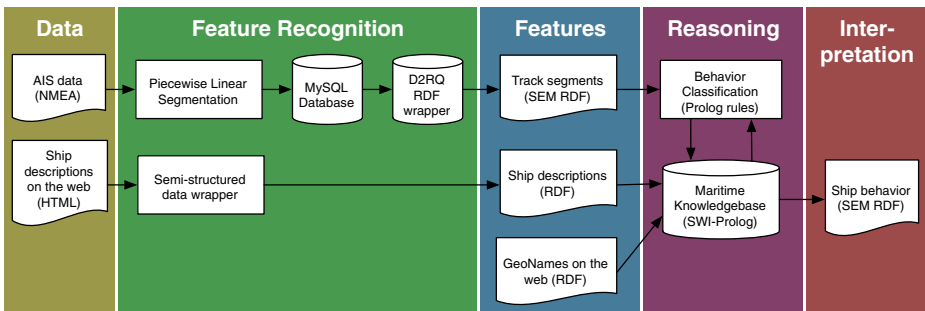 Data
Feature Recognition
Features
Reasoning
Inter-
pretation
AIS data
(NMEA)
Piecewise Linear
Segmentation
MySQL
Database
D2RQ
RDF
wrapper
Track segments
(SEM RDF)
Behavior
Classification
(Prolog rules)
Ship
descriptions
on the web
(HTML)
Semi-structured
data wrapper
Ship descriptions
(RDF)
Maritime
Knowledgebase
(SWI-Prolog)
Ship behavior
(SEM RDF)
GeoNames on the
web (RDF)